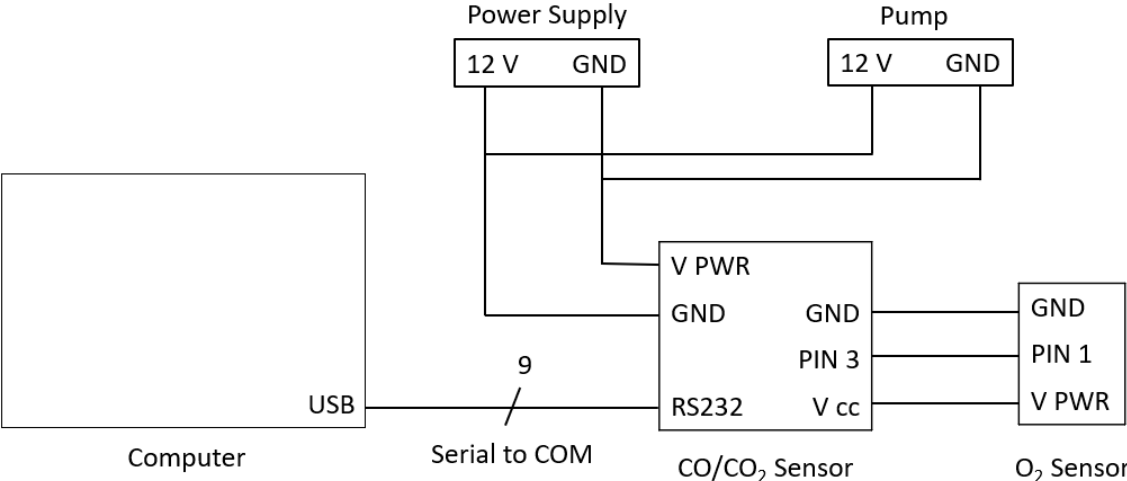 Power Supply
Pump
12 V GND
12 V GND
V PWR
GND GND GND
PIN 3 PIN 1
9
USB RS232 V cc V PWR
Computer Serial to COM CO/CO₂ Sensor O₂ Sensor